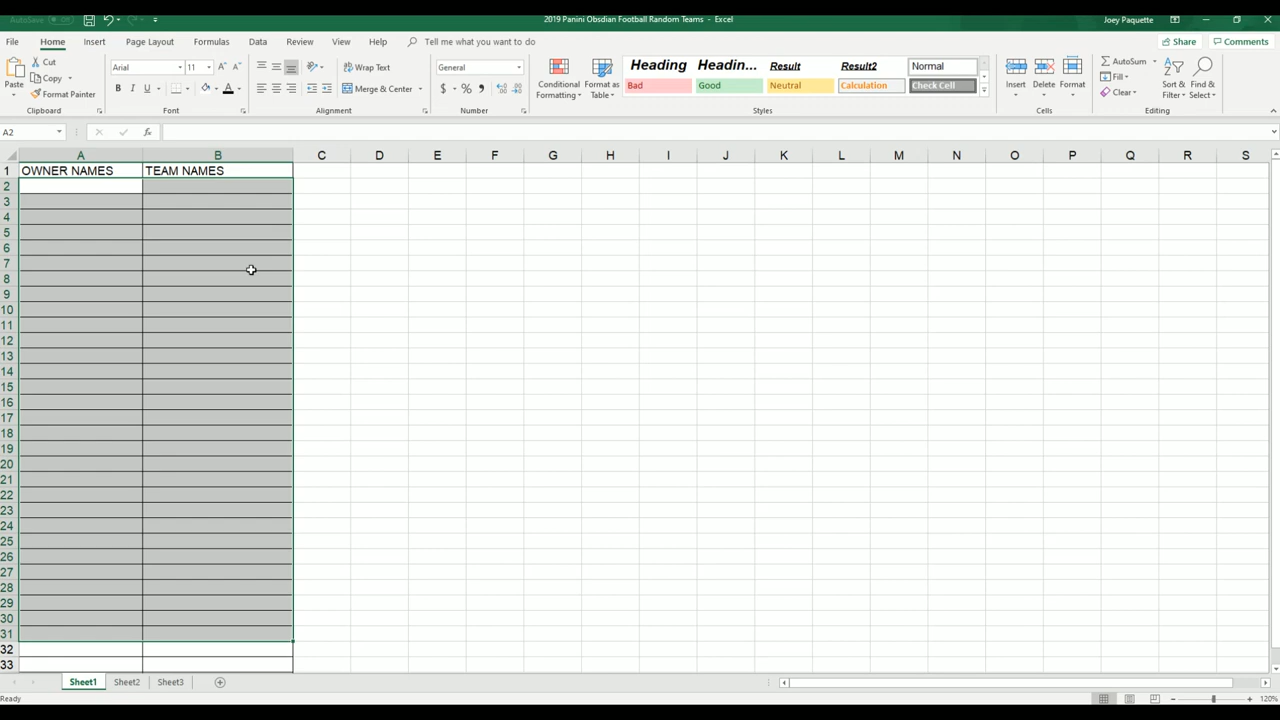 AutoSave Off
2019 Panini Obsdian Football Random Teams - Excel
Joey Paquette
File Home Insert Page Layout Formulas Data Review View Help Tell me what you want to do
Share Comments
Paste
Cut
Copy
Format Painter
Clipboard
Arial 11
Font
Wrap Text
Merge & Center
Alignment
General
Number
Conditional Formatting
Format as Table
Heading Headin... Result Result2 Normal
Bad Good Neutral Calculation Check Cell
Styles
Insert Delete Format
Cells
AutoSum
Fill
Clear
Sort & Filter
Find & Select
Editing
A2
fx
A B C D E F G H I J K L M N O P Q R S
1 OWNER NAMES TEAM NAMES
2
3
4
5
6
7
8
9
10
11
12
13
14
15
16
17
18
19
20
21
22
23
24
25
26
27
28
29
30
31
32
33
Sheet1 Sheet2 Sheet3
Ready
120%